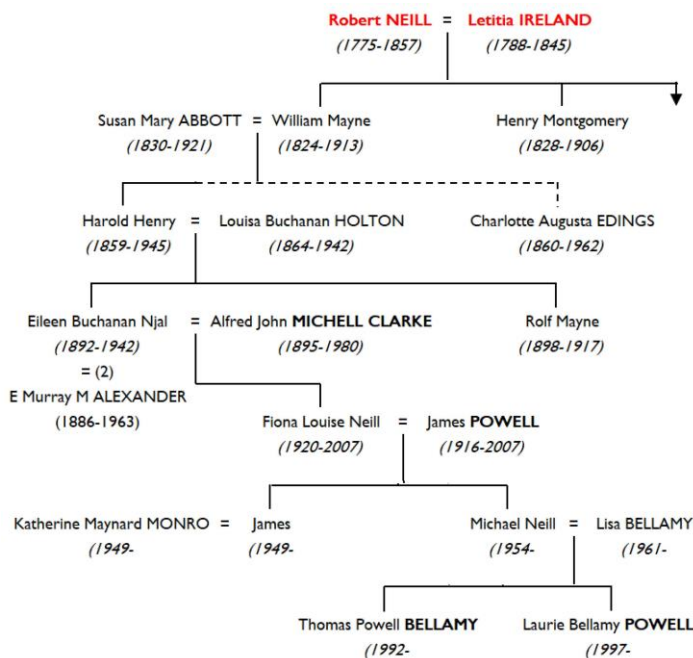 Robert NEILL = Letitia IRELAND
(1775-1857) (1788-1845)
Susan Mary ABBOTT = William Mayne Henry Montgomery
(1830-1921) (1824-1913) (1828-1906)
Harold Henry = Louisa Buchanan HOLTON Charlotte Augusta EDINGS
(1859-1945) (1864-1942) (1860-1962)
Eileen Buchanan Njal = Alfred John MICHELL CLARKE Rolf Mayne
(1892-1942) (1895-1980) (1898-1917)
= (2)
E Murray M ALEXANDER
(1886-1963)
Fiona Louise Neill = James POWELL
(1920-2007) (1916-2007)
Katherine Maynard MONRO = James Michael Neill = Lisa BELLAMY
(1949- (1949- (1954- (1961-
Thomas Powell BELLAMY Laurie Bellamy POWELL
(1992- (1997-